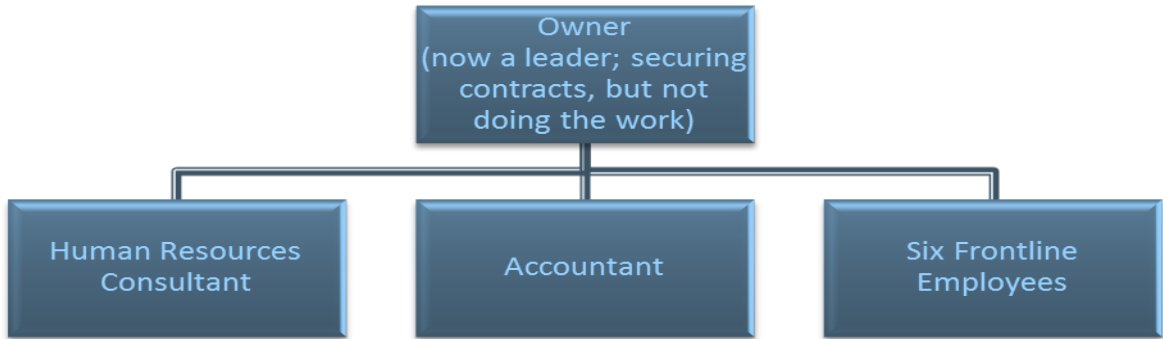 Owner
(now a leader; securing
contracts, but not
doing the work)
Human Resources
Consultant
Accountant
Six Frontline
Employees